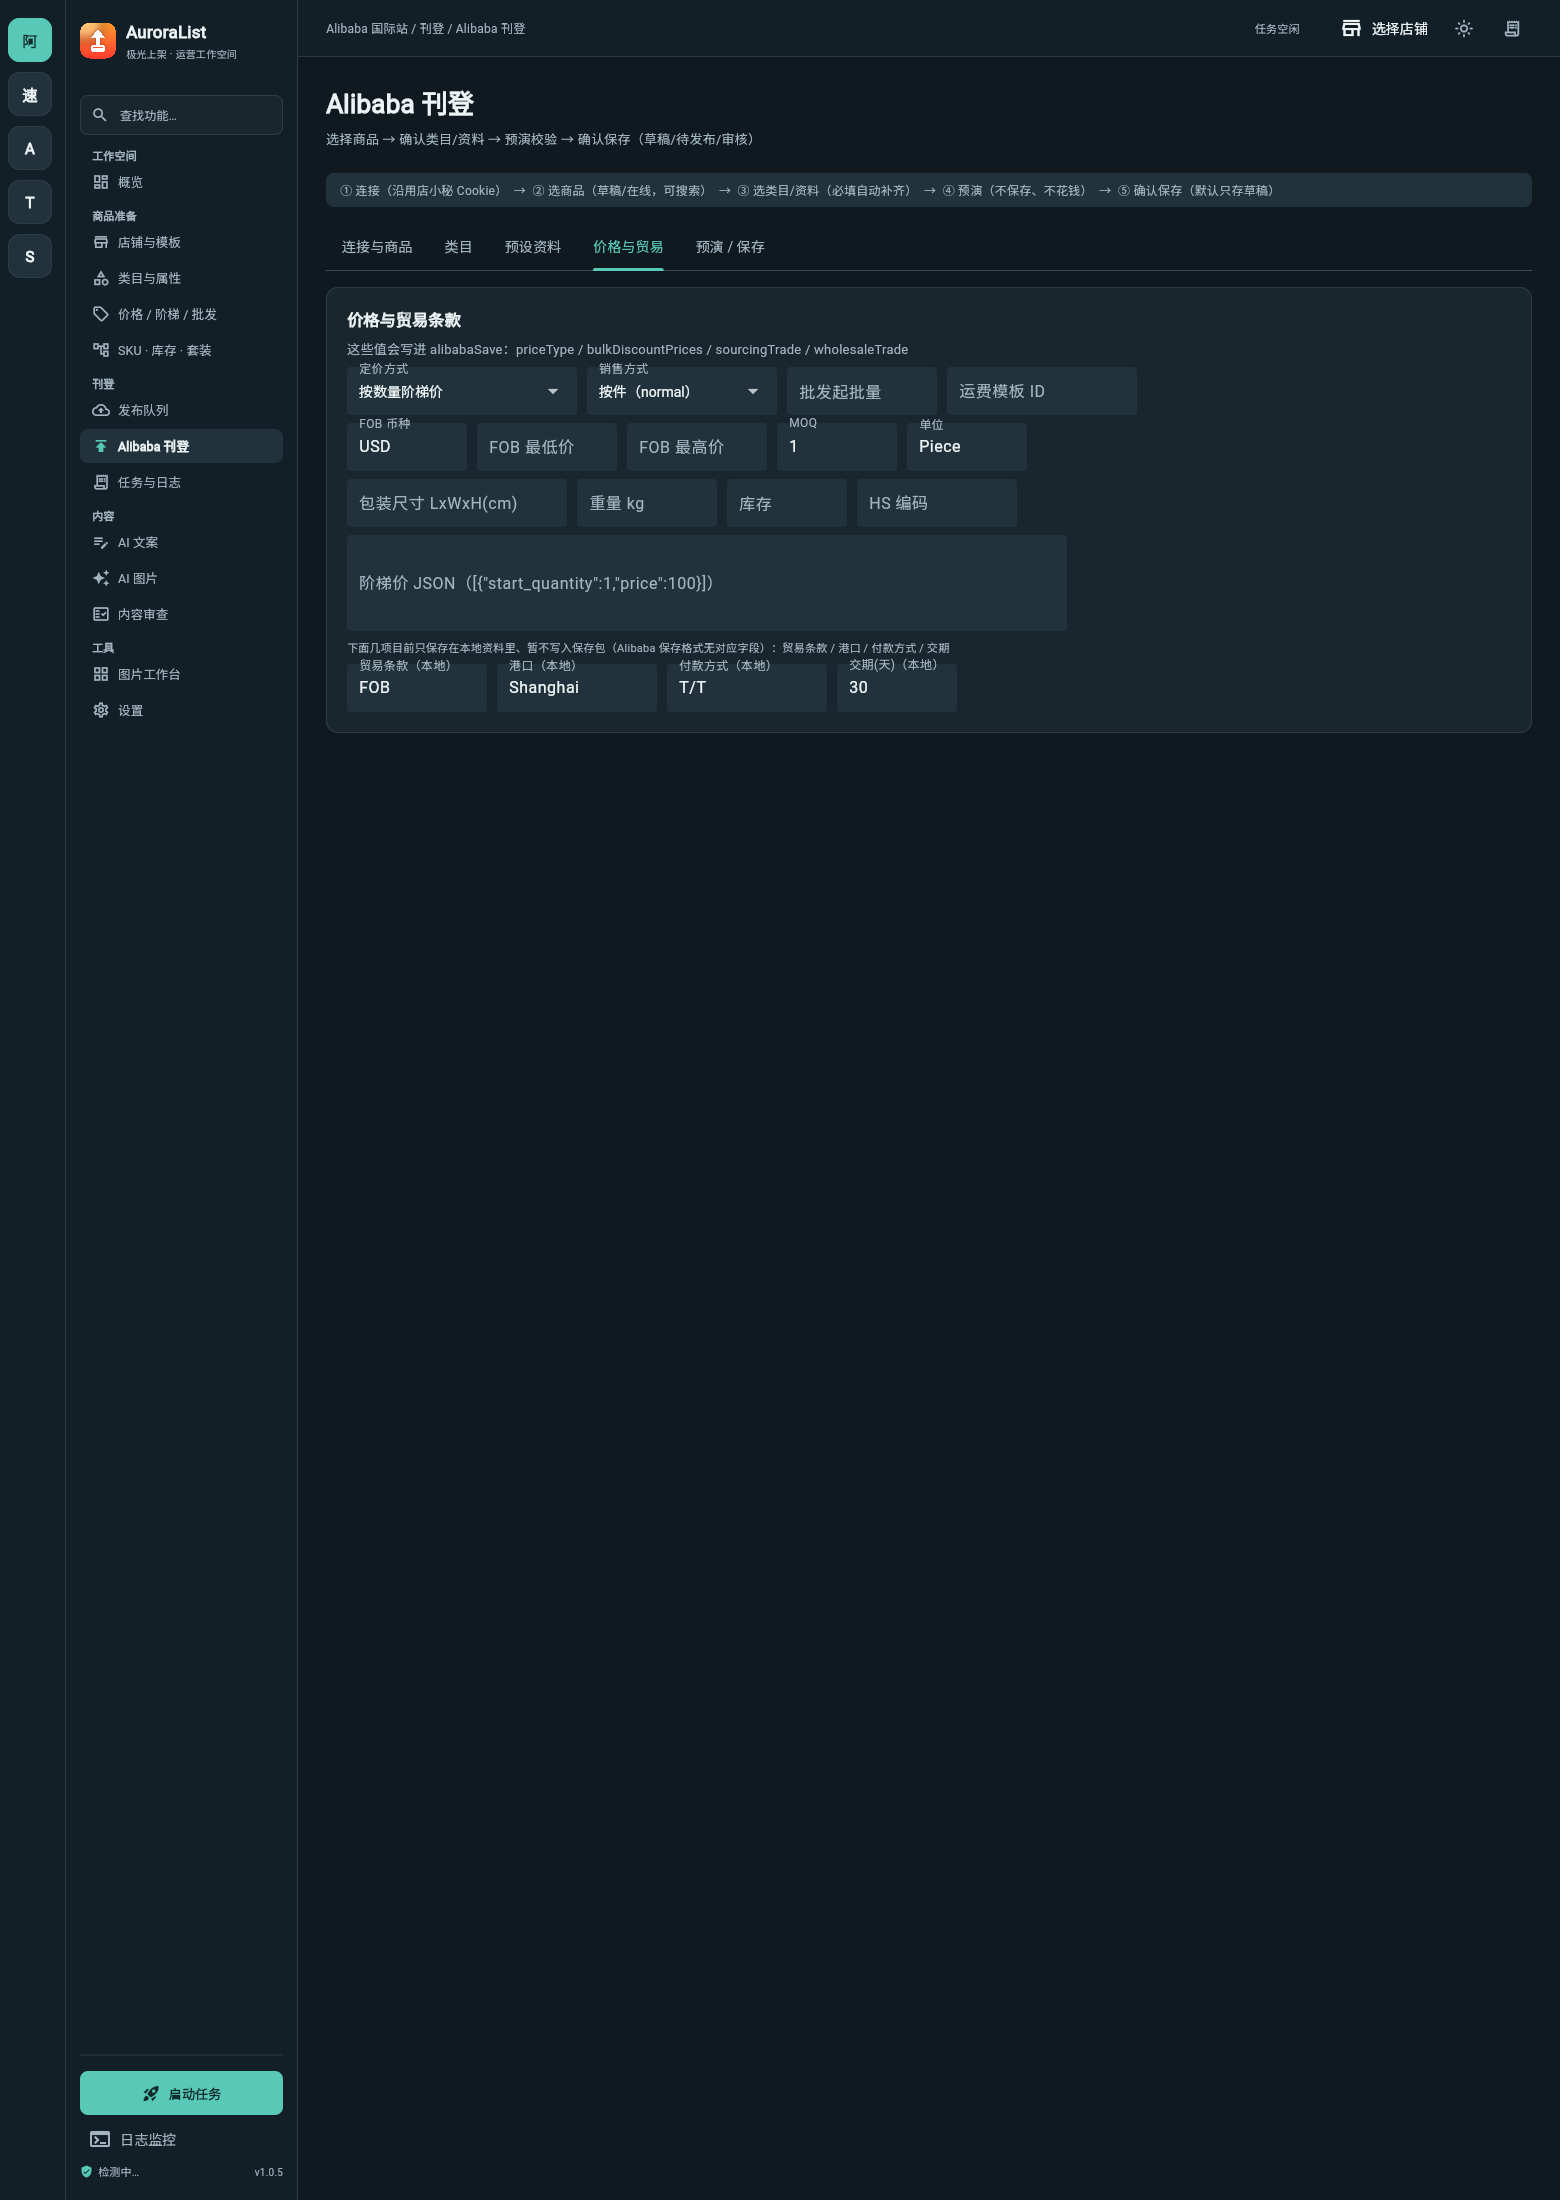 阿
速
A
T
S
AuroraList
极光上架 · 运营工作空间
查找功能...
工作空间
概览
商品准备
店铺与模板
类目与属性
价格 / 阶梯 / 批发
SKU · 库存 · 套装
刊登
发布队列
Alibaba 刊登
任务与日志
内容
AI 文案
AI 图片
内容审查
工具
图片工作台
设置
启动任务
日志监控
检测中... v1.0.5
Alibaba 国际站 / 刊登 / Alibaba 刊登
任务空闲
选择店铺
Alibaba 刊登
选择商品 → 确认类目/资料 → 预演校验 → 确认保存（草稿/待发布/审核）
① 连接（沿用店小秘 Cookie） → ② 选商品（草稿/在线，可搜索） → ③ 选类目/资料（必填自动补齐） → ④ 预演（不保存、不花钱） → ⑤ 确认保存（默认只存草稿）
连接与商品 类目 预设资料 价格与贸易 预演 / 保存
价格与贸易条款
这些值会写进 alibabaSave：priceType / bulkDiscountPrices / sourcingTrade / wholesaleTrade
定价方式 销售方式
按数量阶梯价 按件（normal） 批发起批量 运费模板 ID
FOB 币种 MOQ 单位
USD FOB 最低价 FOB 最高价 1 Piece
包装尺寸 LxWxH(cm) 重量 kg 库存 HS 编码
阶梯价 JSON（[{"start_quantity":1,"price":100}]）
下面几项目前只保存在本地资料里、暂不写入保存包（Alibaba 保存格式无对应字段）：贸易条款 / 港口 / 付款方式 / 交期
贸易条款（本地） 港口（本地） 付款方式（本地） 交期(天)（本地）
FOB Shanghai T/T 30